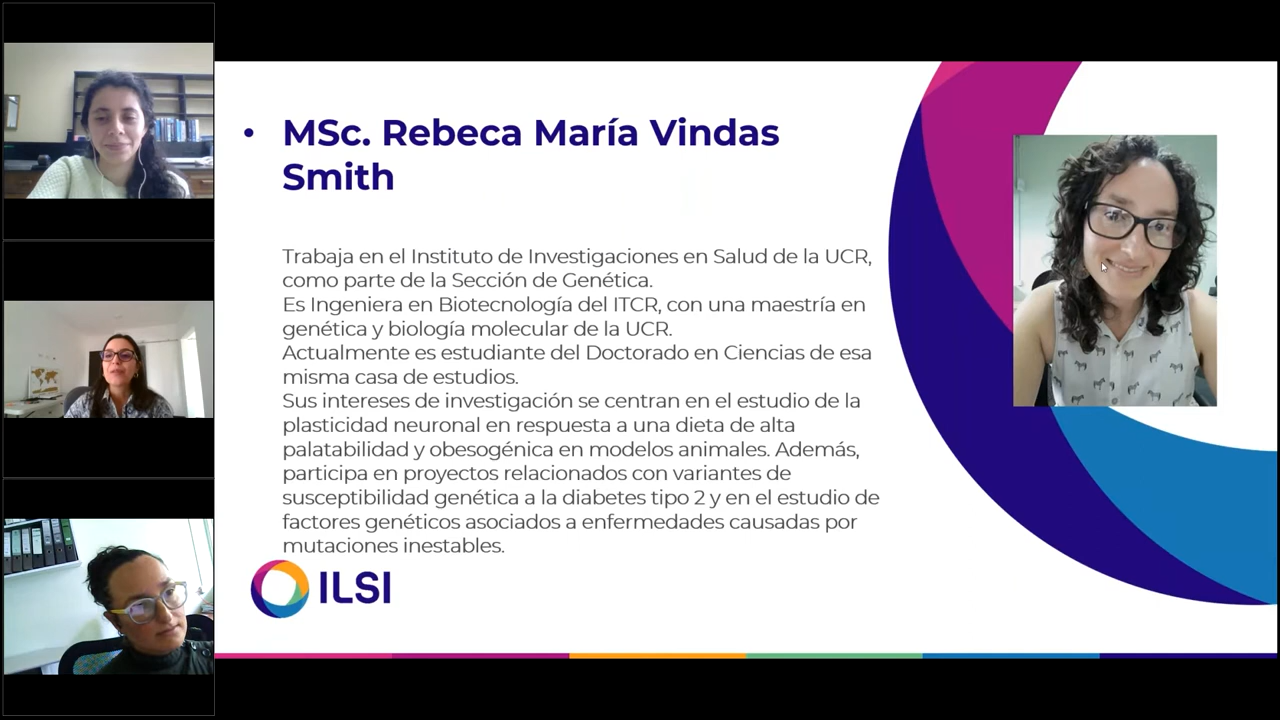 • MSc. Rebeca María Vindas
Smith
Trabaja en el Instituto de Investigaciones en Salud de la UCR,
como parte de la Sección de Genética.
Es Ingeniera en Biotecnología del ITCR, con una maestría en
genética y biología molecular de la UCR.
Actualmente es estudiante del Doctorado en Ciencias de esa
misma casa de estudios.
Sus intereses de investigación se centran en el estudio de la
plasticidad neuronal en respuesta a una dieta de alta
palatabilidad y obesogénica en modelos animales. Además,
participa en proyectos relacionados con variantes de
susceptibilidad genética a la diabetes tipo 2 y en el estudio de
factores genéticos asociados a enfermedades causadas por
mutaciones inestables.
ILSI